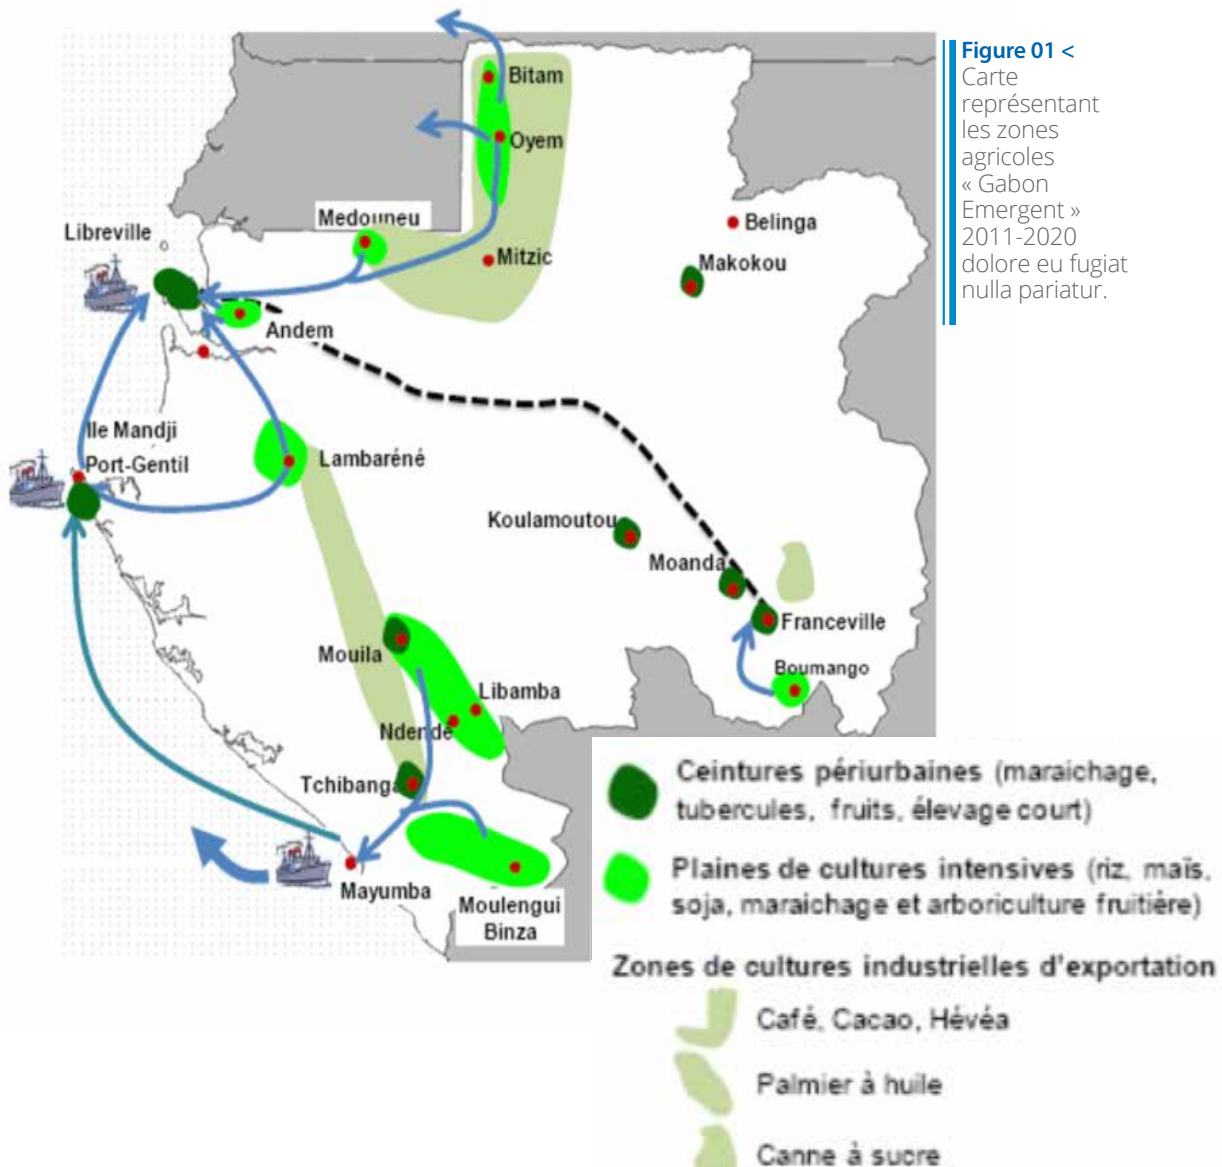 Figure 01 <
Carte
représentant
les zones
agricoles
« Gabon
Emergent »
2011-2020
dolore eu fugiat
nulla pariatur.
Bitam
Oyem
Medouneu
Libreville
Belinga
Mitzic
Makokou
Andem
Ile Mandji
Port-Gentil
Lambaréné
Koulamoutou
Moanda
Franceville
Mouila
Boumango
Libamba
Ndendé
Tchibanga
Mayumba
Moulengui
Binza
Ceintures périurbaines (maraichage,
tubercules, fruits, élevage court)
Plaines de cultures intensives (riz, maïs,
soja, maraichage et arboriculture fruitière)
Zones de cultures industrielles d'exportation
Café, Cacao, Hévéa
Palmier à huile
Canne à sucre